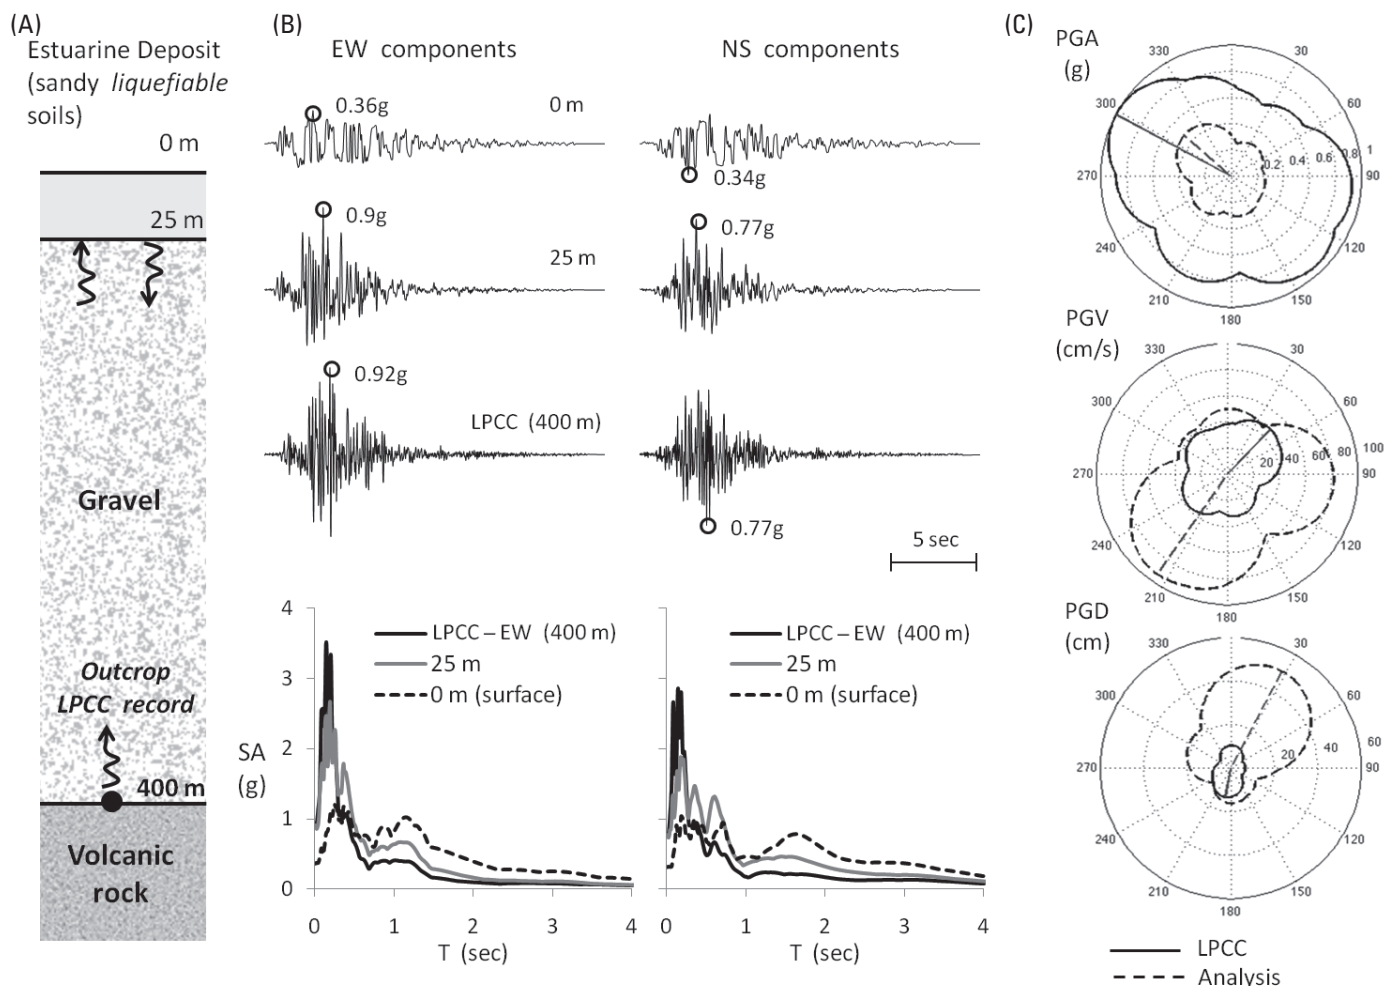 (A)
Estuarine Deposit
(sandy liquefiable
soils)
0 m
25 m
Gravel
Outcrop
LPCC record
400 m
Volcanic
rock
(B)
EW components
NS components
0.36g
0 m
0.34g
0.9g
25 m
0.77g
0.92g
LPCC (400 m)
0.77g
5 sec
4
3
2
1
0
SA
(g)
LPCC – EW (400 m)
25 m
0 m (surface)
0 1 2 3 4
T (sec)
LPCC – EW (400 m)
25 m
0 m (surface)
0 1 2 3 4
T (sec)
(C)
PGA
(g)
330
30
300
60
0.2 0.4 0.6 0.8 1
270
90
240
120
210
150
180
PGV
(cm/s)
330
30
300
60
20 40 60 80 100
270
90
240
120
210
150
180
PGD
(cm)
330
30
300
60
20 40 60
270
90
240
120
210
150
180
LPCC
Analysis